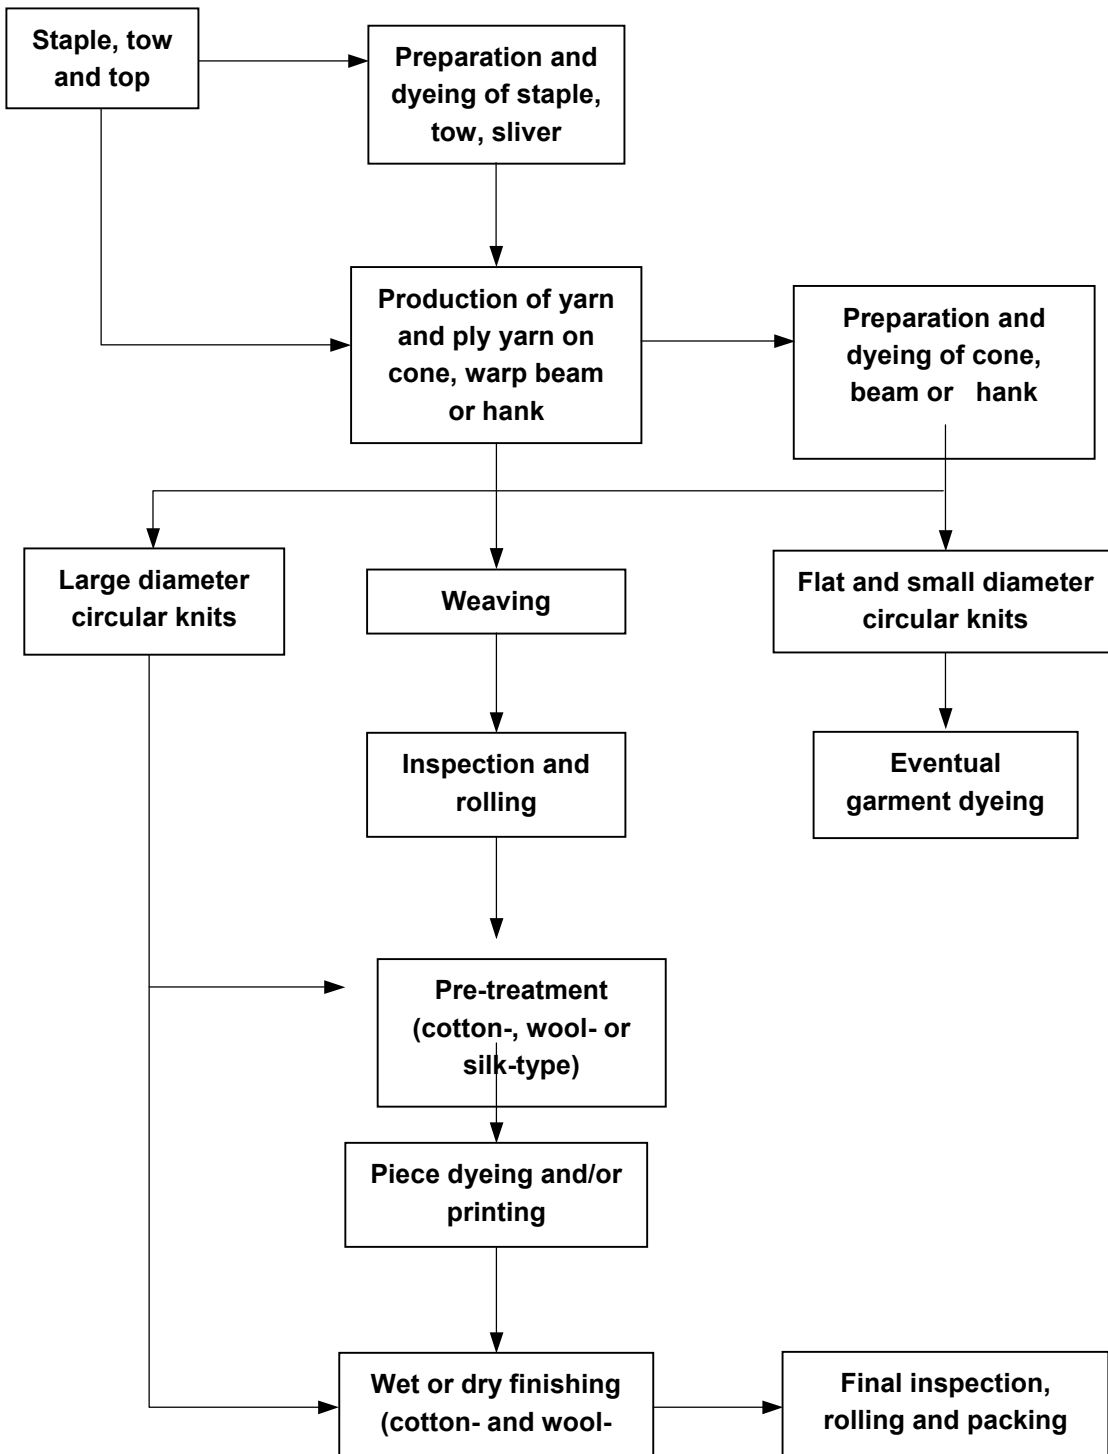 Staple, tow
and top
Preparation and
dyeing of staple,
tow, sliver
Production of yarn
and ply yarn on
cone, warp beam
or hank
Preparation and
dyeing of cone,
beam or   hank
Large diameter
circular knits
Weaving
Flat and small diameter
circular knits
Inspection and
rolling
Eventual
garment dyeing
Pre-treatment
(cotton-, wool- or
silk-type)
Piece dyeing and/or
printing
Wet or dry finishing
(cotton- and wool-
Final inspection,
rolling and packing